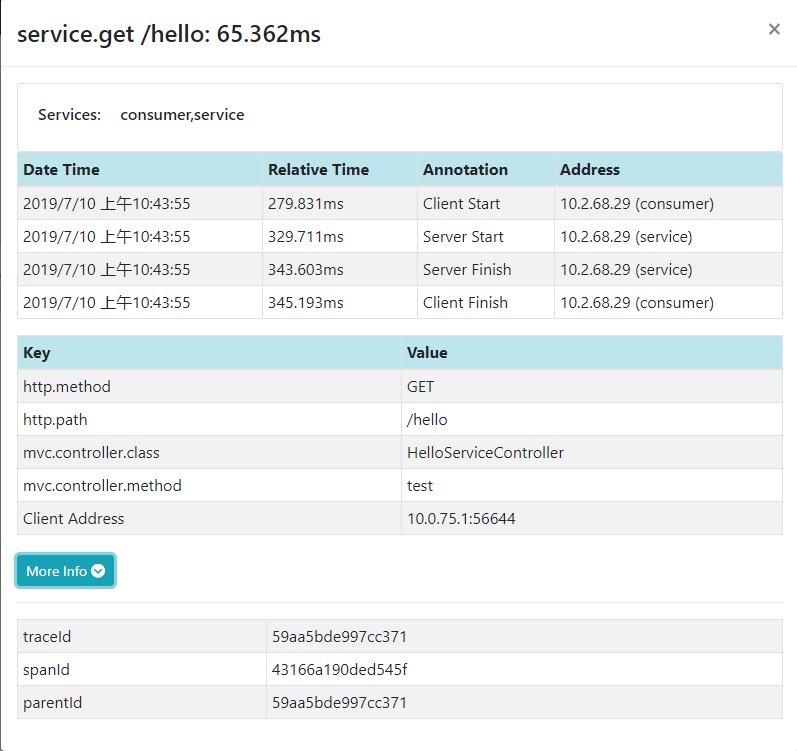 service.get /hello: 65.362ms ×
Services: consumer,service
Date Time Relative Time Annotation Address
2019/7/10 上午10:43:55 279.831ms Client Start 10.2.68.29 (consumer)
2019/7/10 上午10:43:55 329.711ms Server Start 10.2.68.29 (service)
2019/7/10 上午10:43:55 343.603ms Server Finish 10.2.68.29 (service)
2019/7/10 上午10:43:55 345.193ms Client Finish 10.2.68.29 (consumer)
Key Value
http.method GET
http.path /hello
mvc.controller.class HelloServiceController
mvc.controller.method test
Client Address 10.0.75.1:56644
More Info
traceId 59aa5bde997cc371
spanId 43166a190ded545f
parentId 59aa5bde997cc371